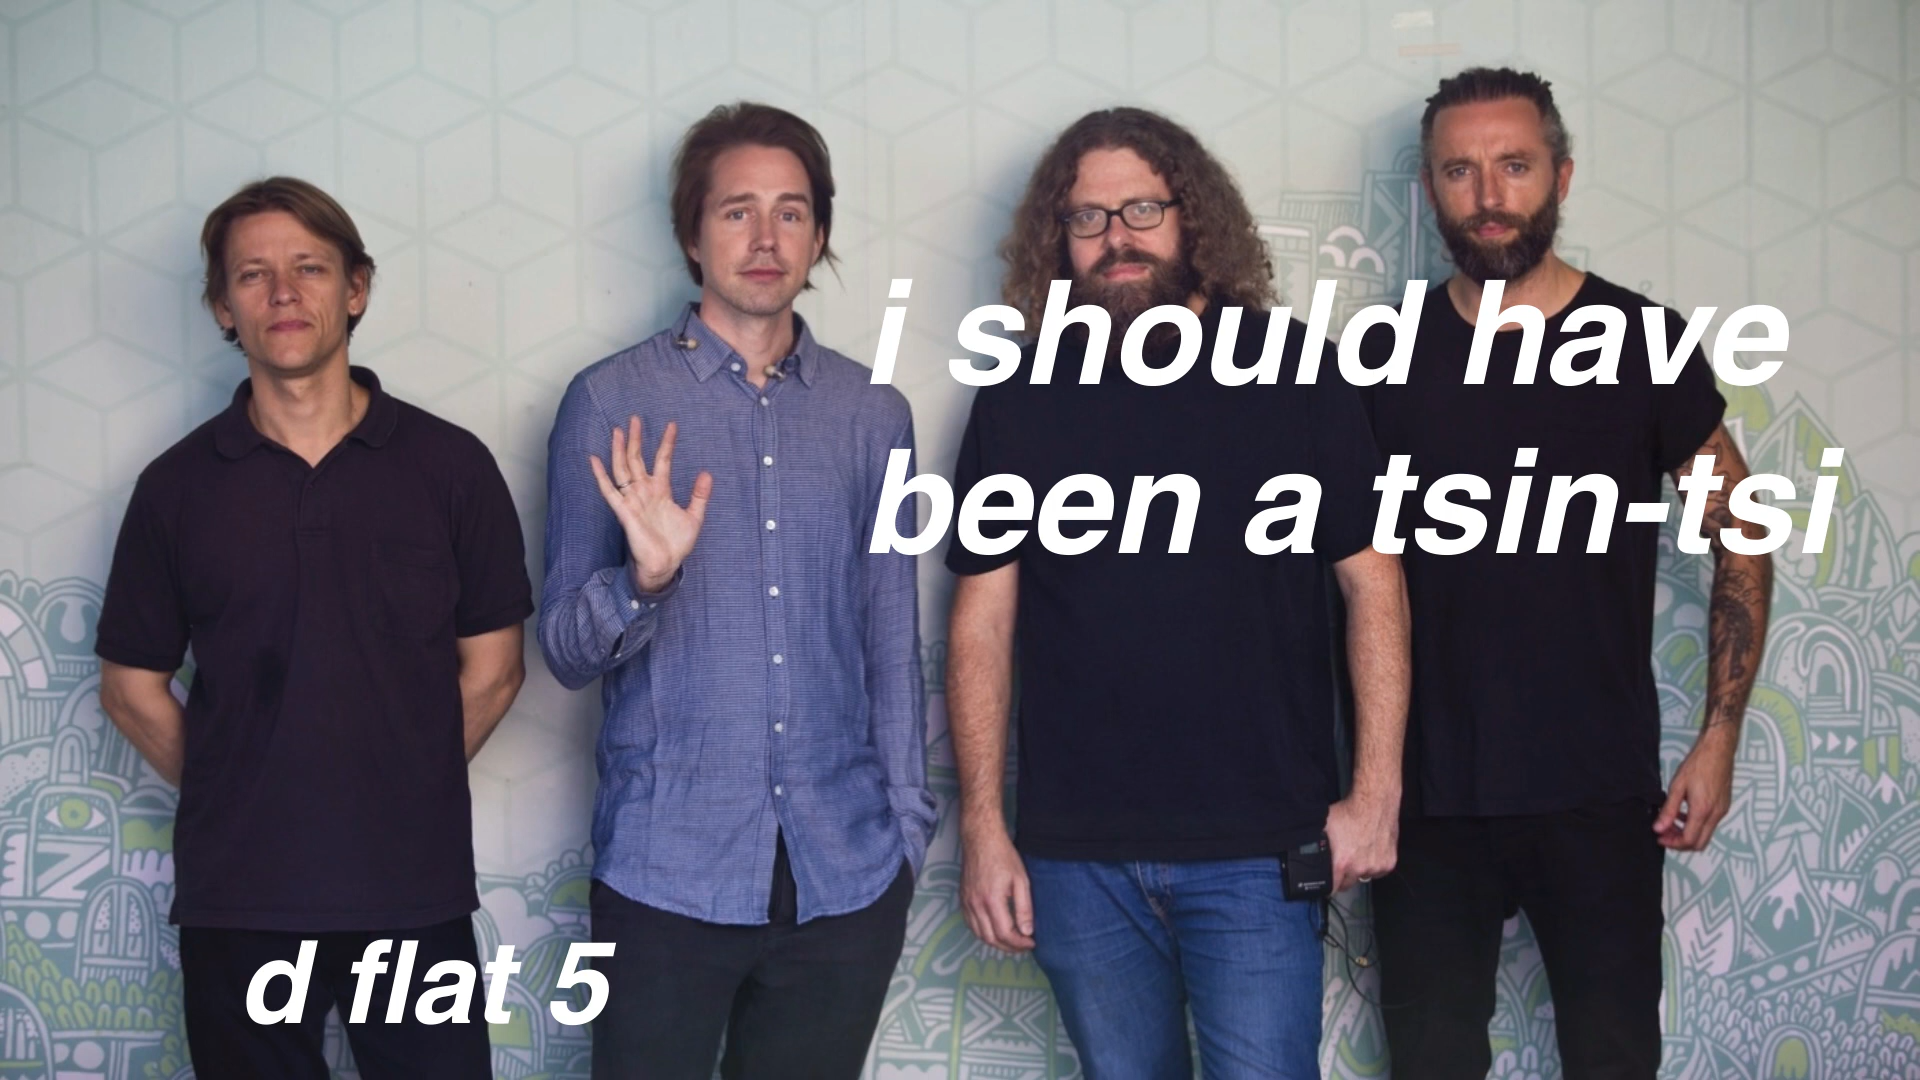 i should have
been a tsin-tsi
d flat 5